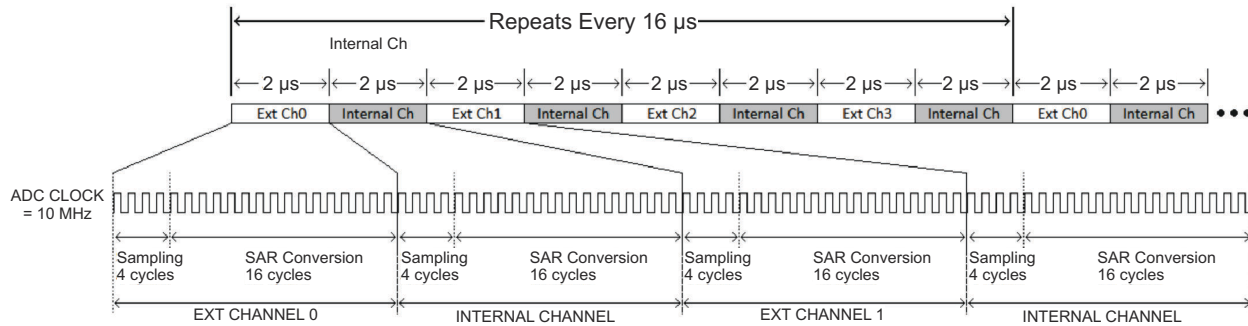 Repeats Every 16 µs
Internal Ch
2 µs 2 µs 2 µs 2 µs 2 µs 2 µs 2 µs 2 µs 2 µs 2 µs
Ext Ch0 Internal Ch Ext Ch1 Internal Ch Ext Ch2 Internal Ch Ext Ch3 Internal Ch Ext Ch0 Internal Ch
ADC CLOCK
= 10 MHz
Sampling SAR Conversion Sampling SAR Conversion Sampling SAR Conversion Sampling SAR Conversion
4 cycles 16 cycles 4 cycles 16 cycles 4 cycles 16 cycles 4 cycles 16 cycles
EXT CHANNEL 0 INTERNAL CHANNEL EXT CHANNEL 1 INTERNAL CHANNEL